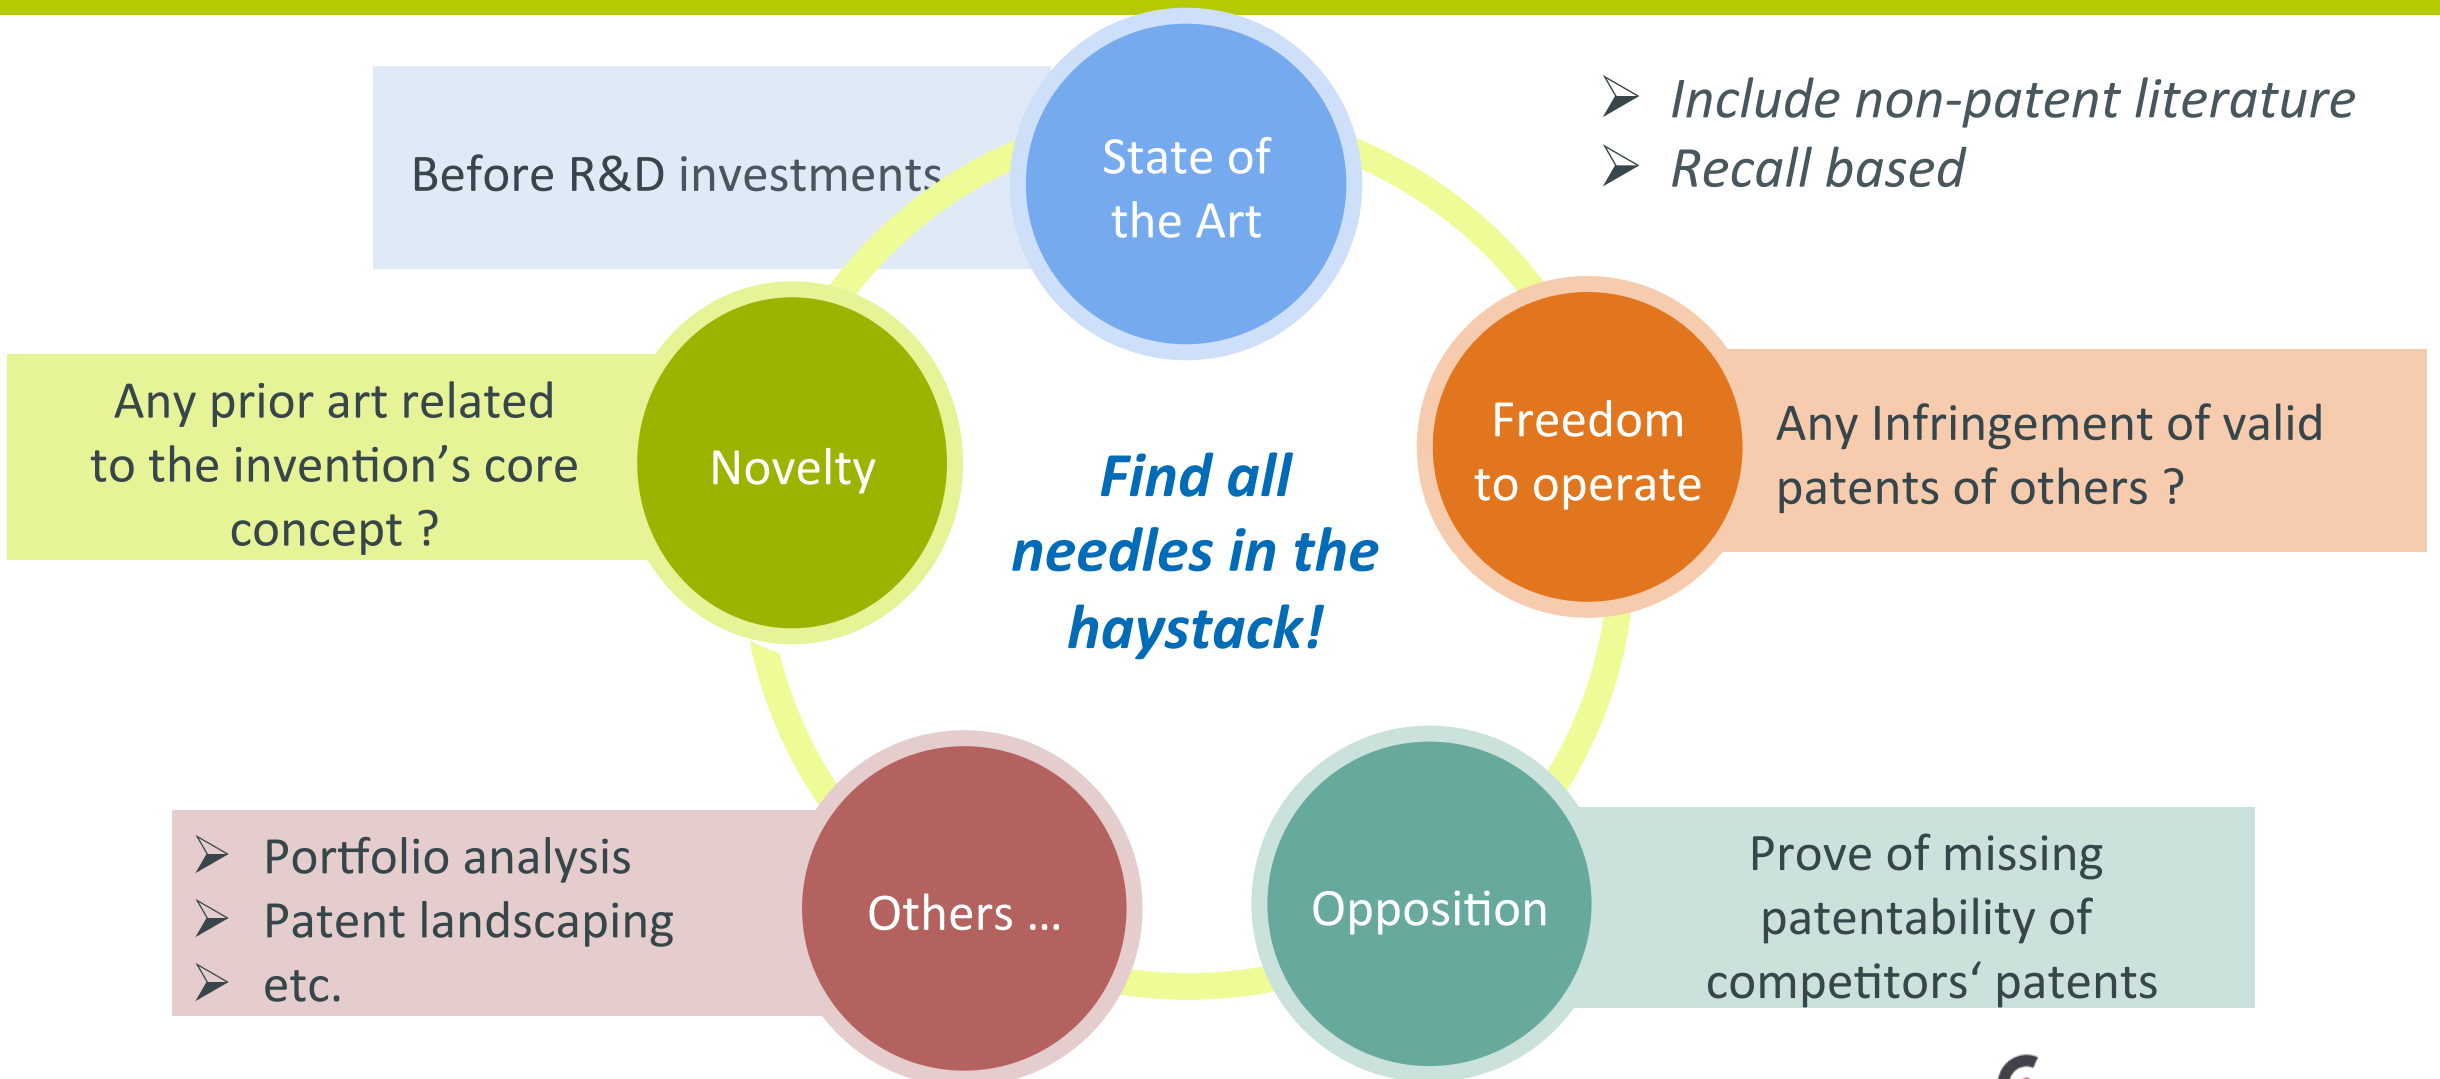 Before R&D investments
State of
the Art
➢ Include non-patent literature
➢ Recall based
Any prior art related
to the invention’s core
concept ?
Novelty
Find all
needles in the
haystack!
Freedom
to operate
Any Infringement of valid
patents of others ?
➢ Portfolio analysis
➢ Patent landscaping
➢ etc.
Others ...
Opposition
Prove of missing
patentability of
competitors‘ patents